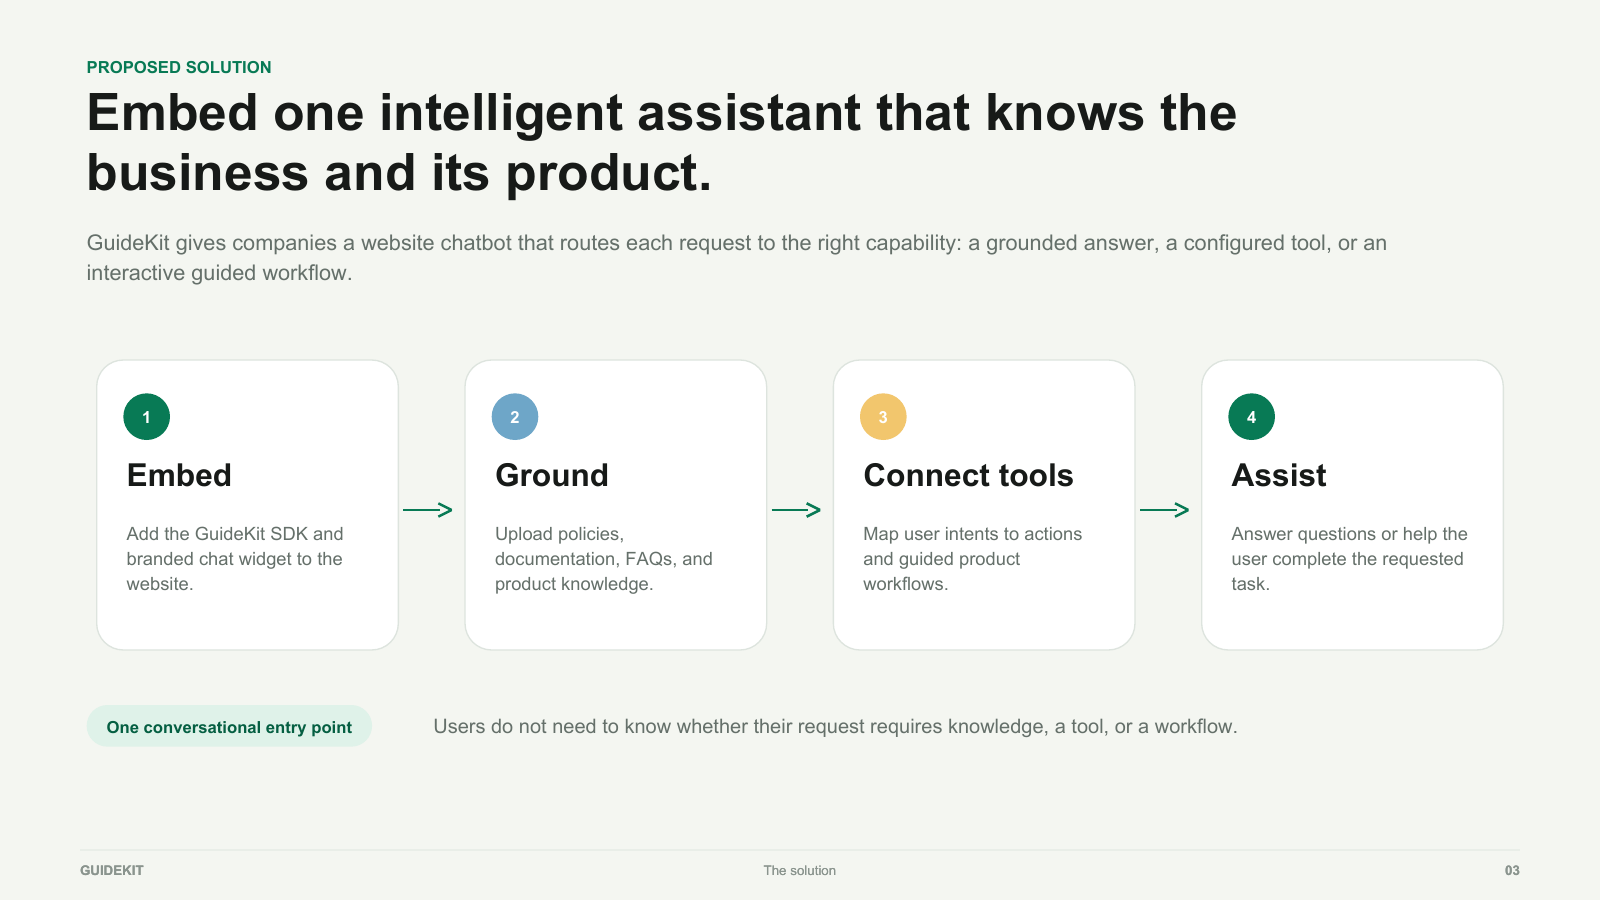 PROPOSED SOLUTION
Embed one intelligent assistant that knows the
business and its product.
GuideKit gives companies a website chatbot that routes each request to the right capability: a grounded answer, a configured tool, or an
interactive guided workflow.
1
Embed
Add the GuideKit SDK and
branded chat widget to the
website.
2
Ground
Upload policies,
documentation, FAQs, and
product knowledge.
3
Connect tools
Map user intents to actions
and guided product
workflows.
4
Assist
Answer questions or help the
user complete the requested
task.
One conversational entry point
Users do not need to know whether their request requires knowledge, a tool, or a workflow.
GUIDEKIT
The solution
03